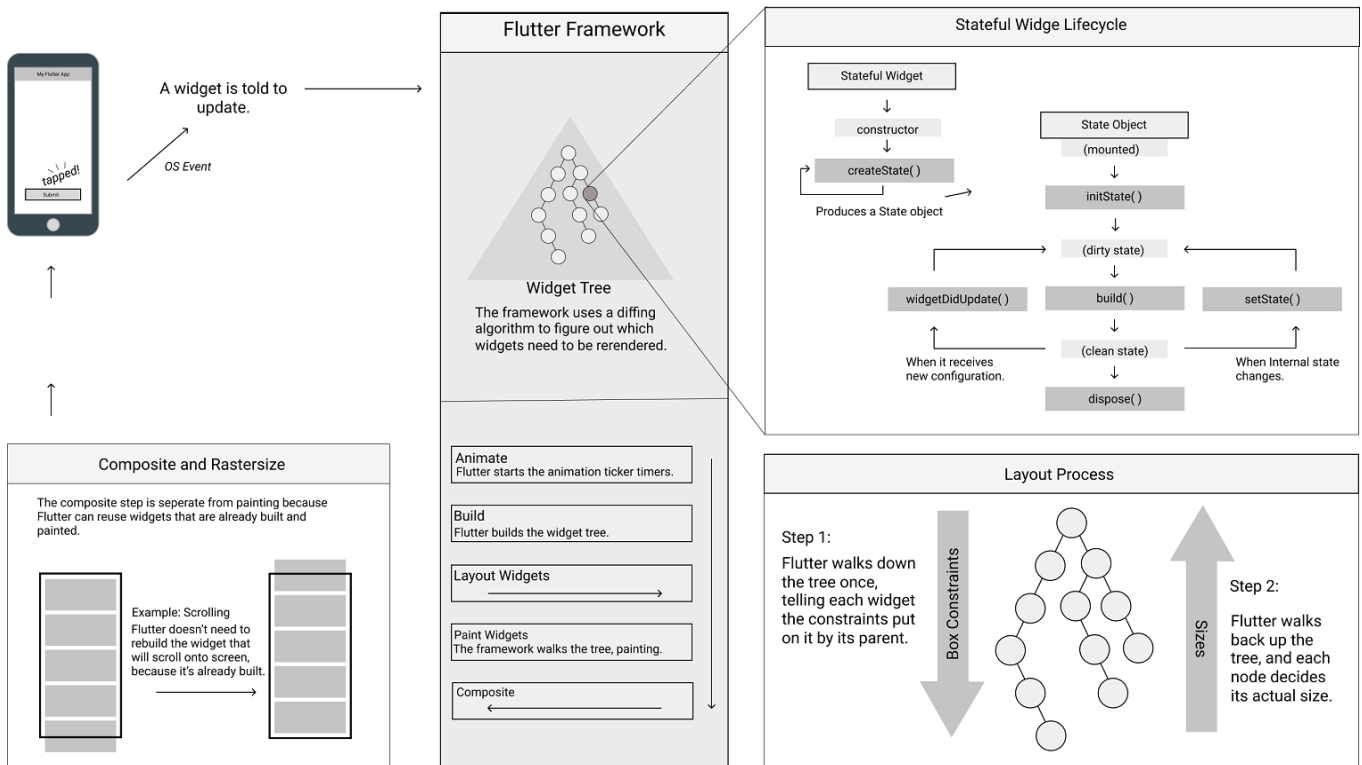 My Flutter App
tapped!
Submit
A widget is told to
update.
OS Event
Flutter Framework
Widget Tree
The framework uses a diffing
algorithm to figure out which
widgets need to be rerendered.
Animate
Flutter starts the animation ticker timers.
Build
Flutter builds the widget tree.
Layout Widgets
Paint Widgets
The framework walks the tree, painting.
Composite
Stateful Widge Lifecycle
Stateful Widget
constructor
createState( )
Produces a State object
State Object
(mounted)
initState( )
(dirty state)
widgetDidUpdate( )
build( )
setState( )
(clean state)
When it receives
new configuration.
When Internal state
changes.
dispose( )
Composite and Rastersize
The composite step is seperate from painting because
Flutter can reuse widgets that are already built and
painted.
Example: Scrolling
Flutter doesn't need to
rebuild the widget that
will scroll onto screen,
because it's already built.
Layout Process
Step 1:
Flutter walks down
the tree once,
telling each widget
the constraints put
on it by its parent.
Box Constraints
Sizes
Step 2:
Flutter walks
back up the
tree, and each
node decides
its actual size.